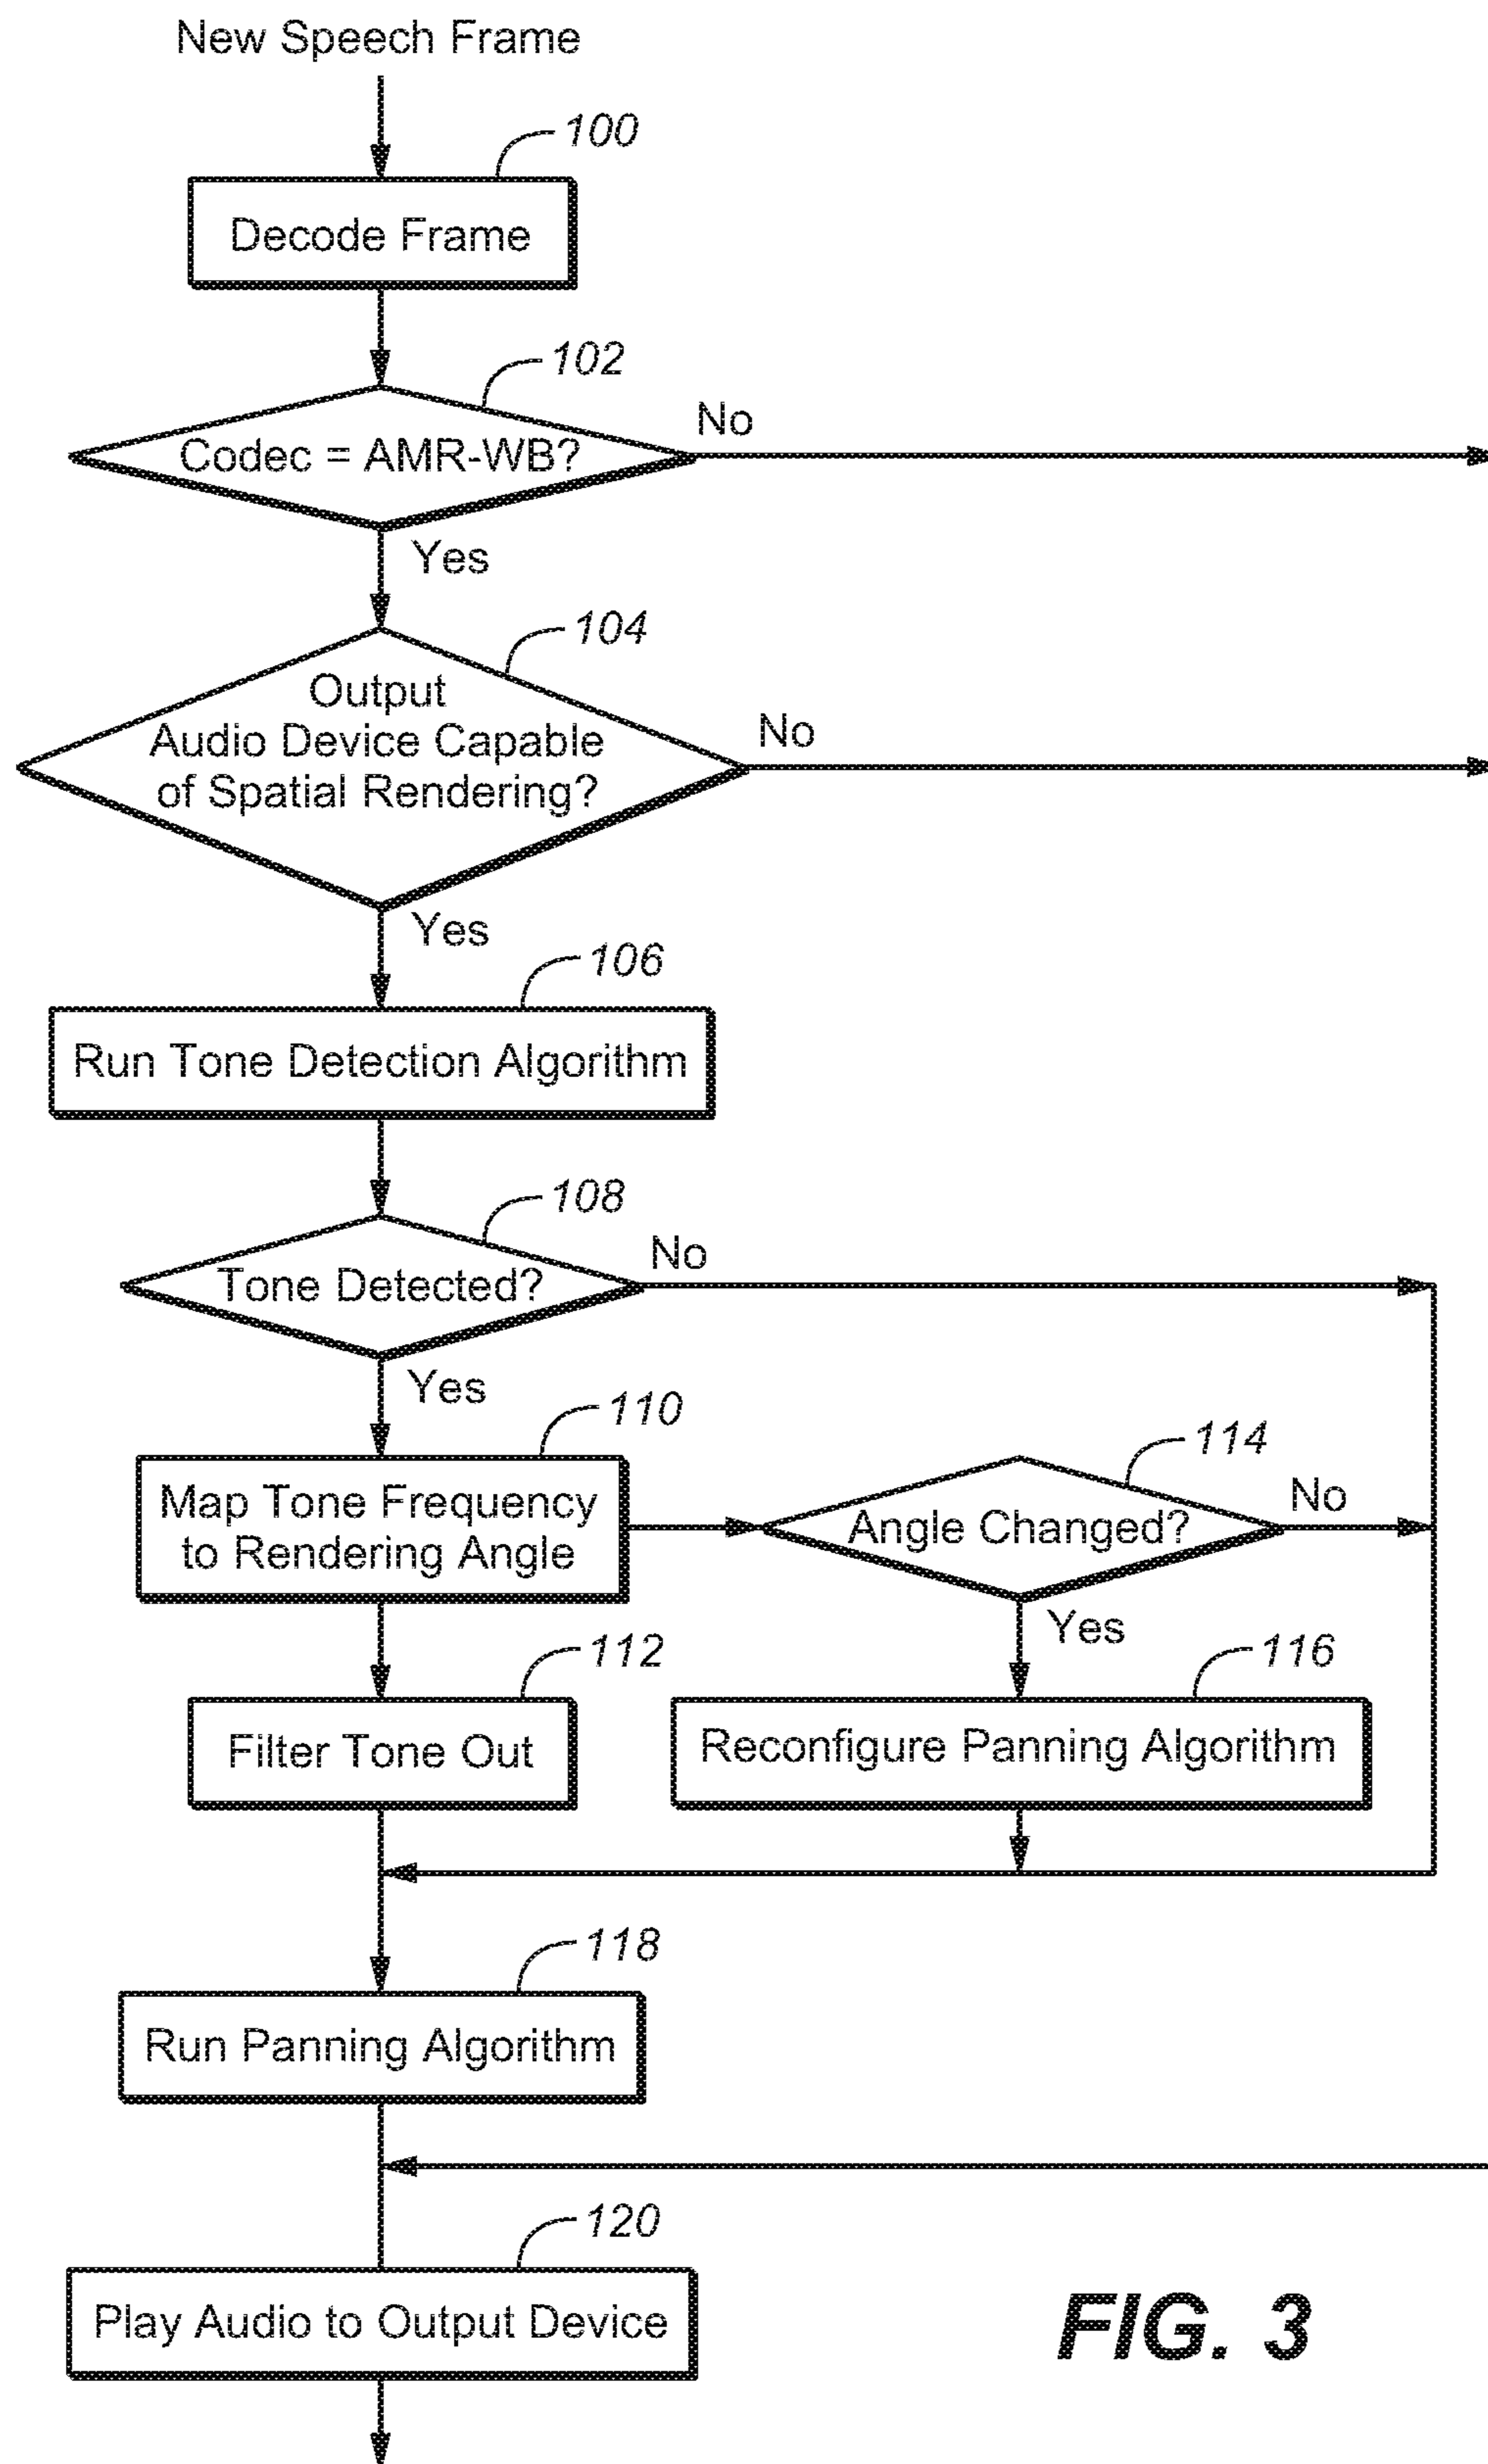 New Speech Frame
100
Decode Frame
102
Codec = AMR-WB?
No
Yes
104
Output
Audio Device Capable
of Spatial Rendering?
No
Yes
106
Run Tone Detection Algorithm
108
Tone Detected?
No
Yes
110
Map Tone Frequency
to Rendering Angle
114
Angle Changed?
No
Yes
112
Filter Tone Out
116
Reconfigure Panning Algorithm
118
Run Panning Algorithm
120
Play Audio to Output Device
FIG. 3